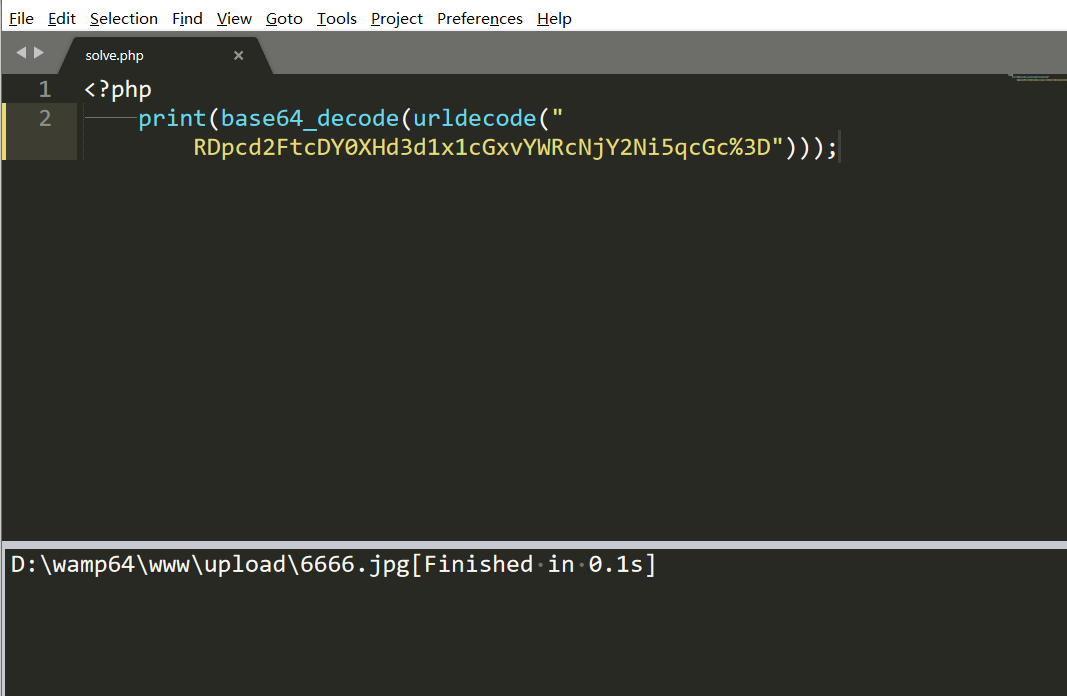 File Edit Selection Find View Goto Tools Project Preferences Help
solve.php
1 <?php
2 print(base64_decode(urldecode("
RDpcd2FtcDY0XHd3d1x1cGxvYWRcNjY2Ni5qcGc%3D")));
D:\wamp64\www\upload\6666.jpg[Finished in 0.1s]